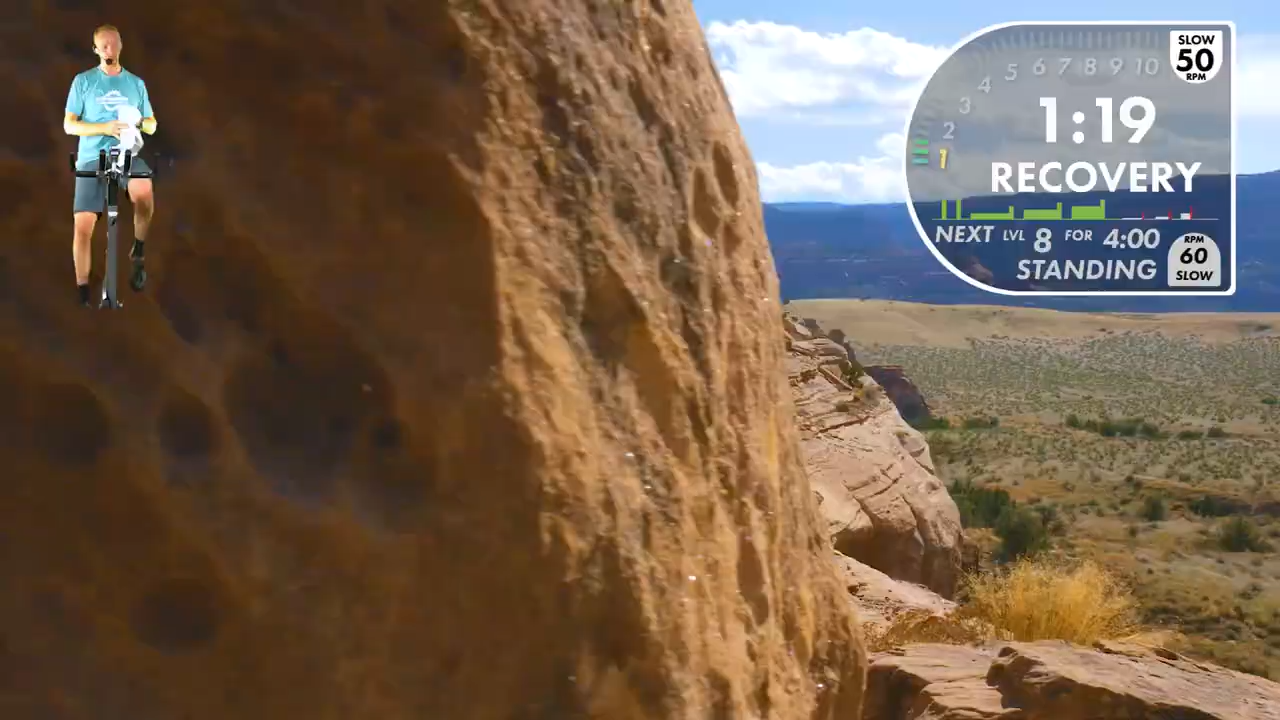 SLOW
50
RPM
1 2 3 4 5 6 7 8 9 10
1:19
RECOVERY
NEXT LVL 8 FOR 4:00
STANDING
RPM
60
SLOW